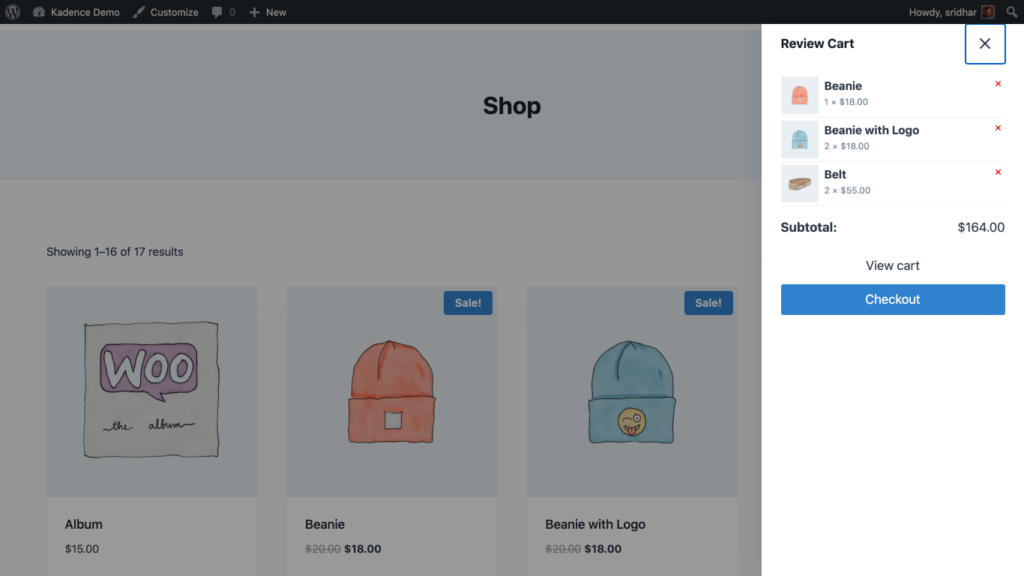 Kadence Demo Customize 0 New Howdy, sridhar
Review Cart
Beanie
1 × $18.00
Beanie with Logo
2 × $18.00
Belt
2 × $55.00
Subtotal: $164.00
View cart
Checkout
Shop
Showing 1–16 of 17 results
WOO
the album
Album
$15.00
Sale!
Beanie
$20.00 $18.00
Sale!
Beanie with Logo
$20.00 $18.00